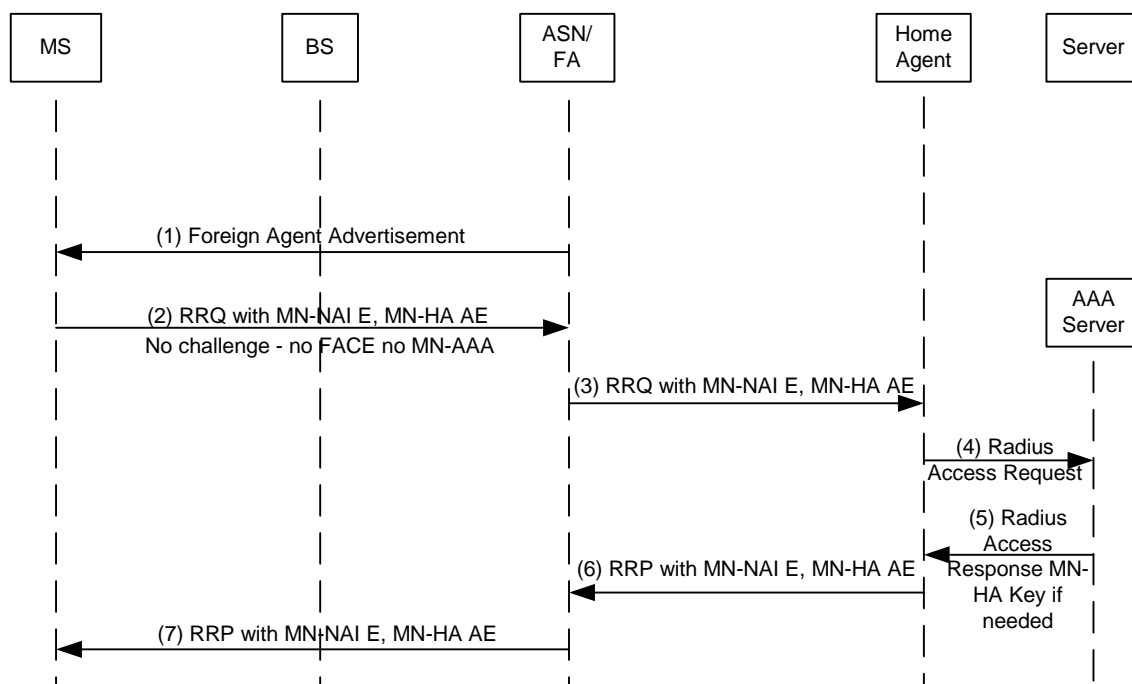 MS
BS
ASN/
FA
Home
Agent
Server
(1) Foreign Agent Advertisement
(2) RRQ with MN-NAI E, MN-HA AE
No challenge - no FACE no MN-AAA
AAA
Server
(3) RRQ with MN-NAI E, MN-HA AE
(4) Radius
Access Request
(5) Radius
Access
Response MN-
HA Key if
needed
(6) RRP with MN-NAI E, MN-HA AE
(7) RRP with MN-NAI E, MN-HA AE